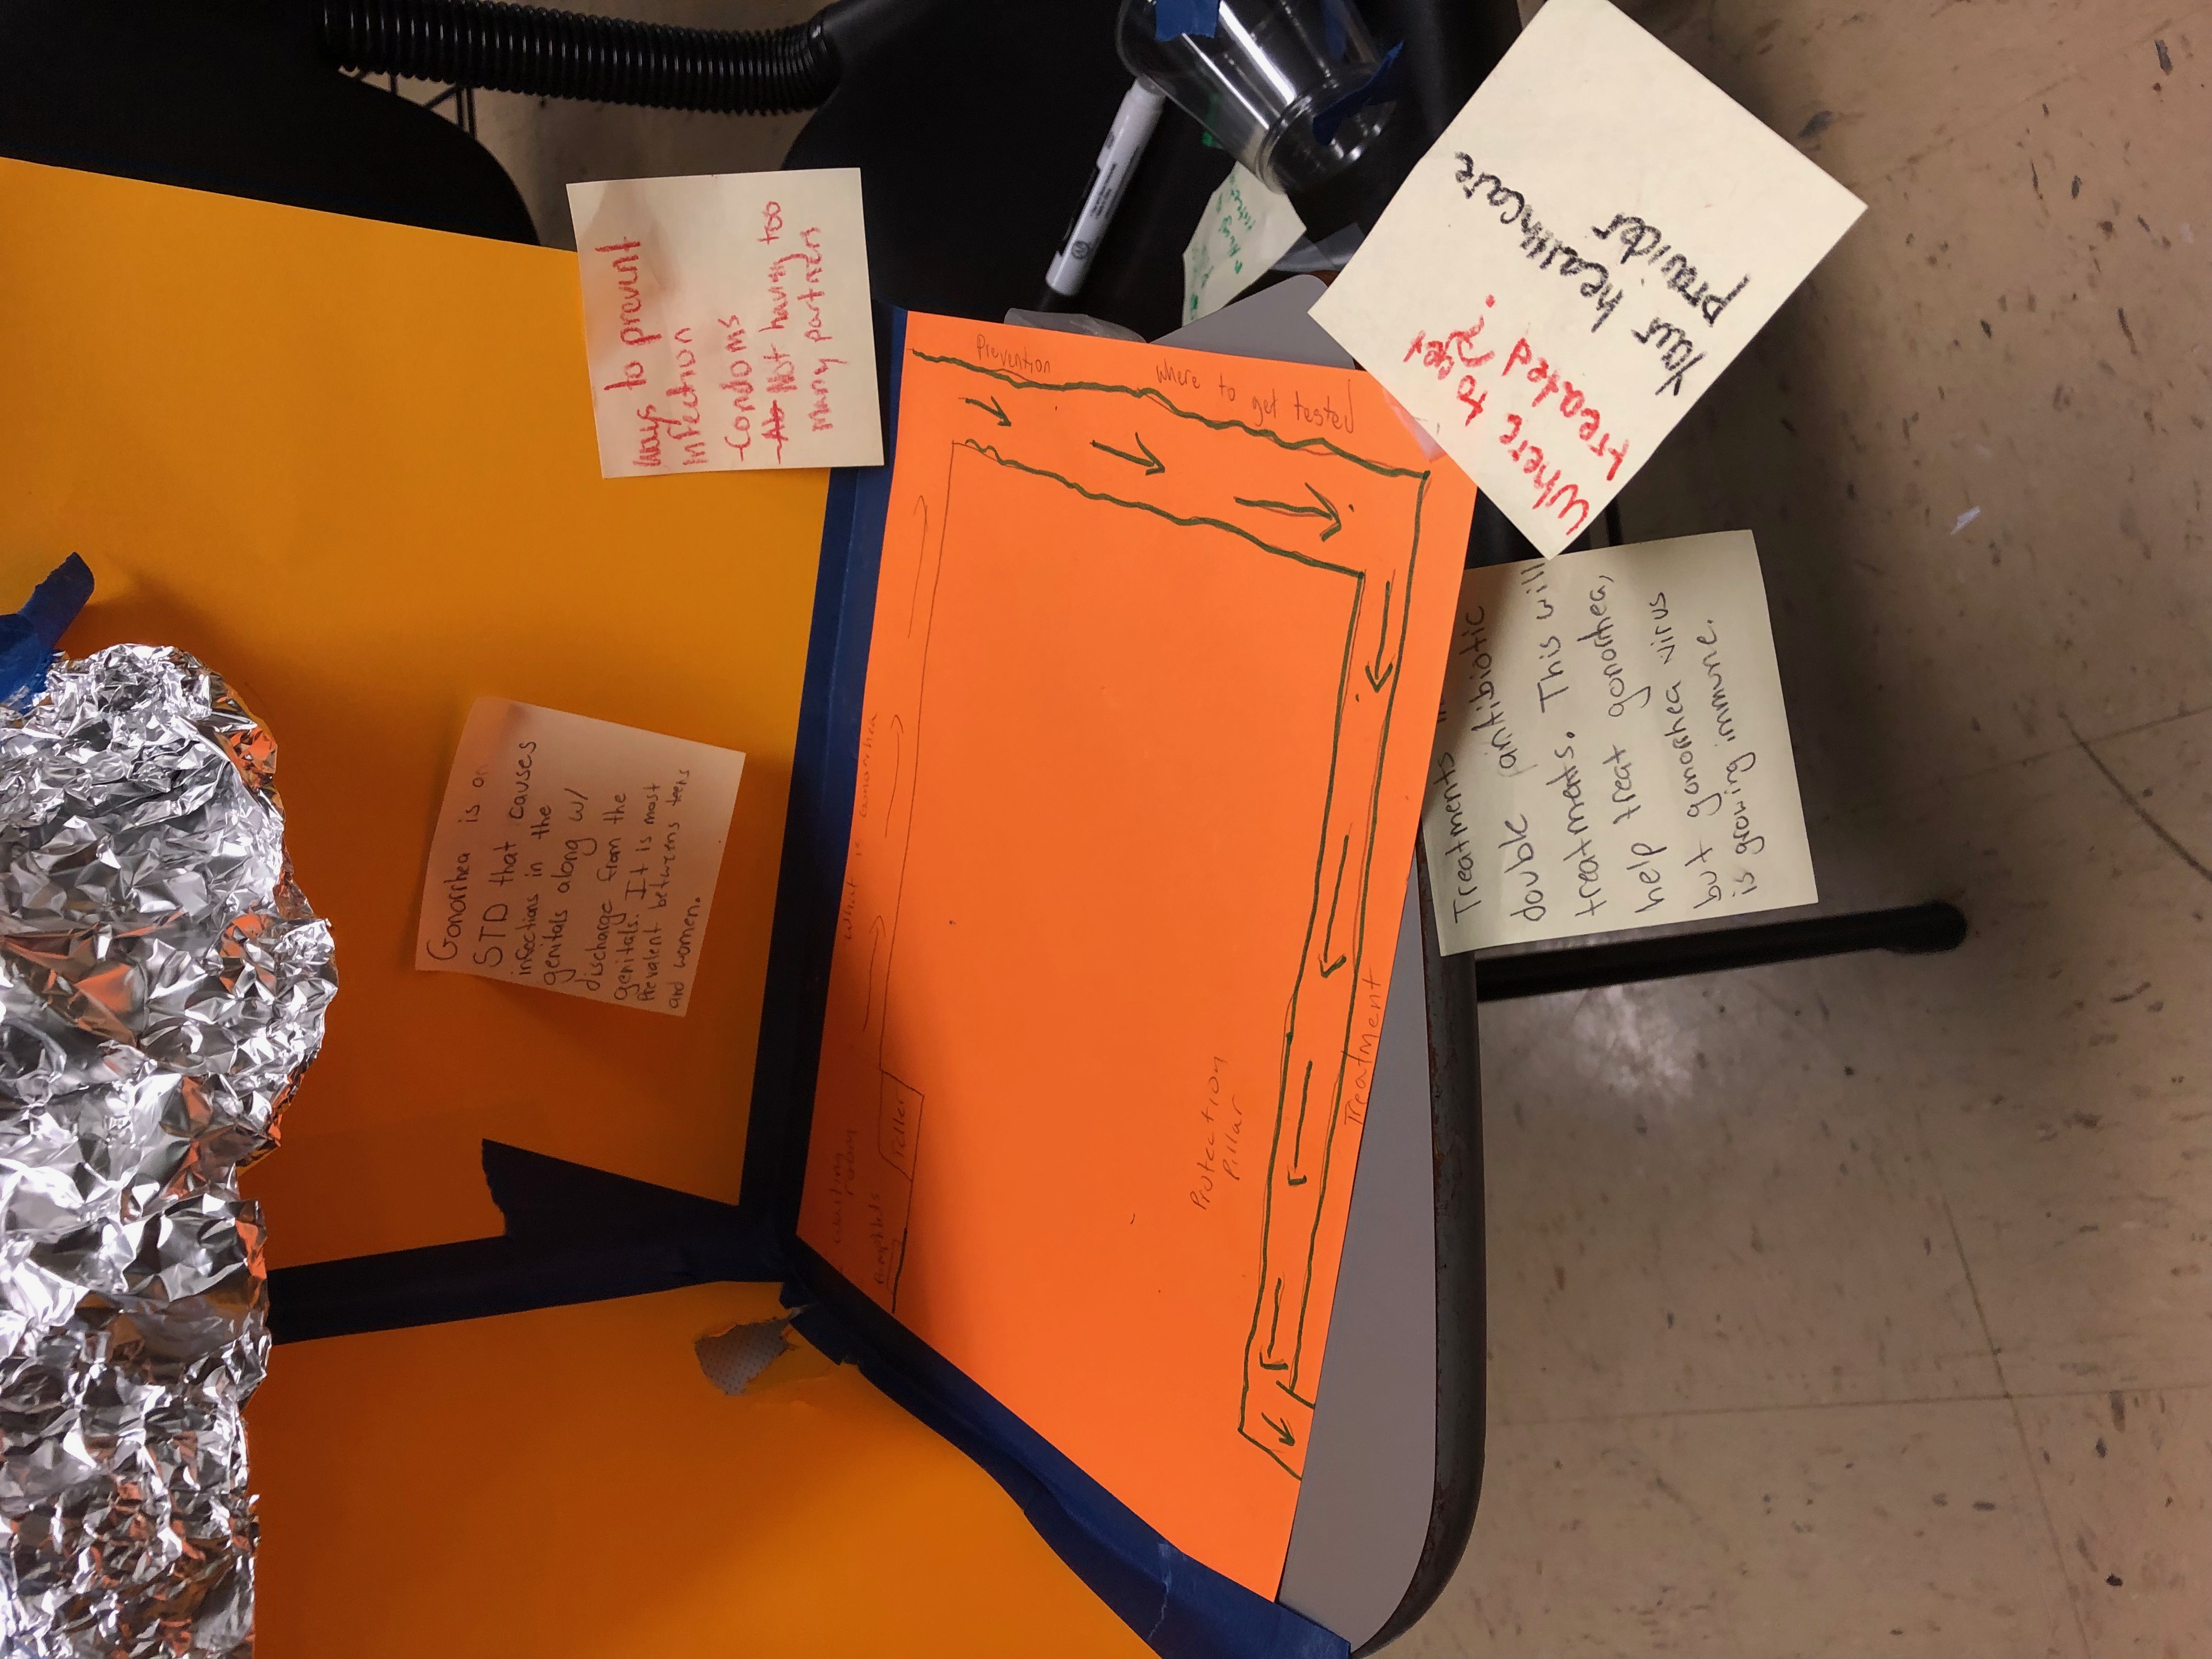 Gonorrhea is an
STD that causes
infections in the
genitals along w/
discharge from the
genitals. It is most
Prevalent betweens teens
and women.
Ways to prevent
infection
-Condoms
-Ab Not having too
many partners
Waiting
room
Pamphlets
Teller
What is Gonorrhea
Prevention
Where to get tested
Protection
Pillar
Treatment
Treatments
double antibiotic
treatments. This will
help treat gonorrhea,
but gonorrhea virus
is growing immune.
Where to get
treated?
Your healthcare
provider